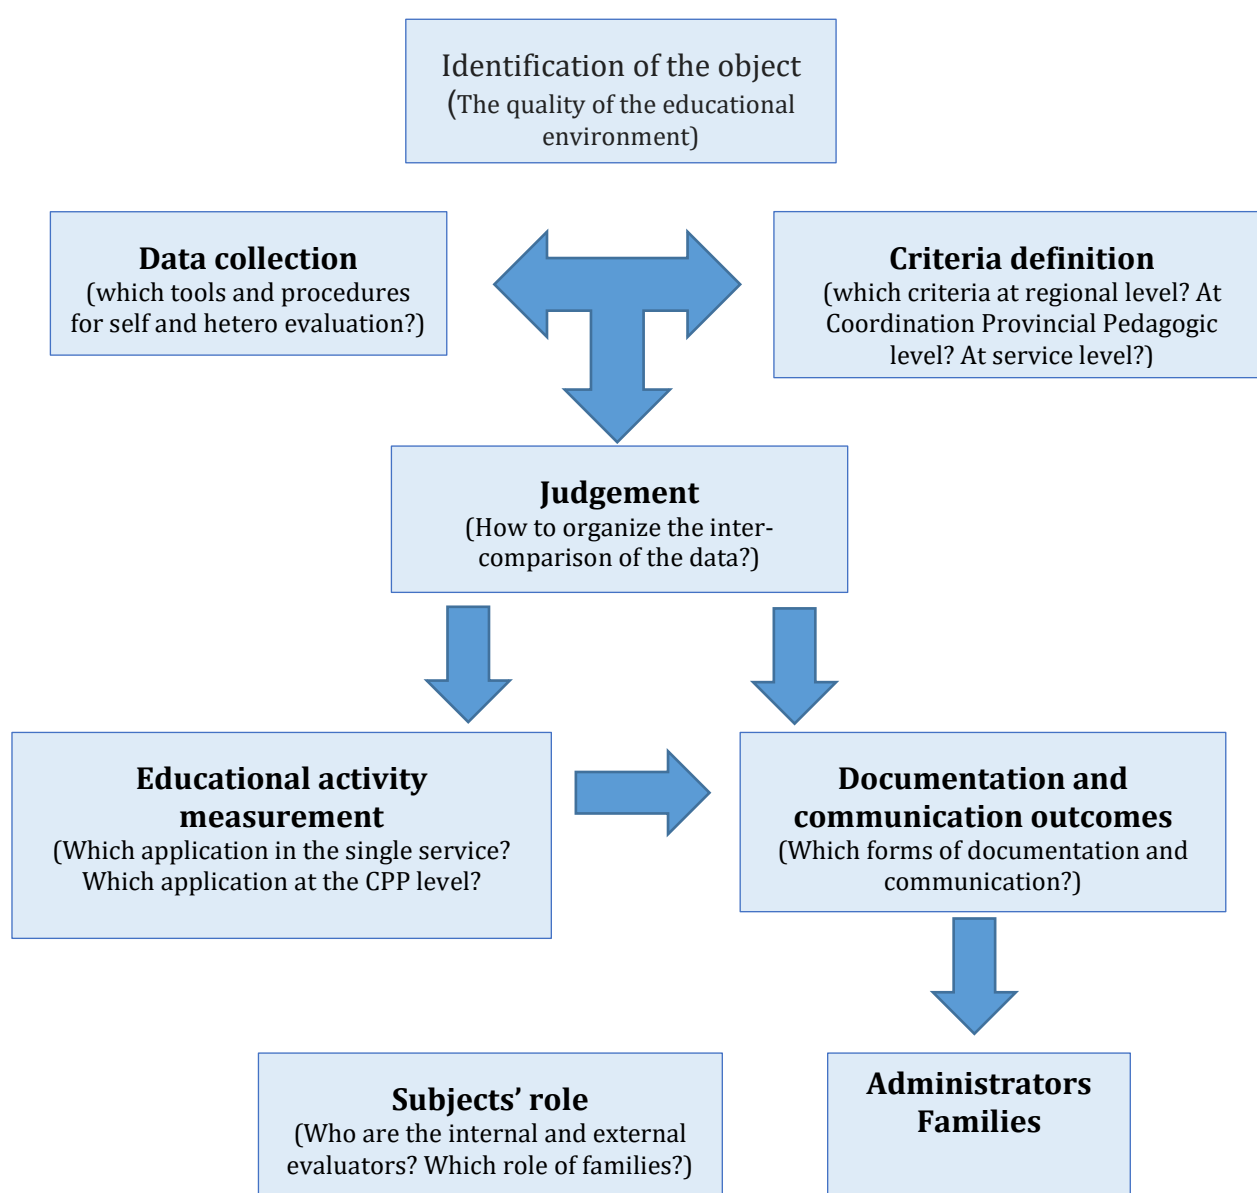 Identification of the object
(The quality of the educational
environment)
Data collection
(which tools and procedures
for self and hetero evaluation?)
Criteria definition
(which criteria at regional level? At
Coordination Provincial Pedagogic
level? At service level?)
Judgement
(How to organize the inter-
comparison of the data?)
Educational activity
measurement
(Which application in the single service?
Which application at the CPP level?
Documentation and
communication outcomes
(Which forms of documentation and
communication?)
Subjects’ role
(Who are the internal and external
evaluators? Which role of families?)
Administrators
Families